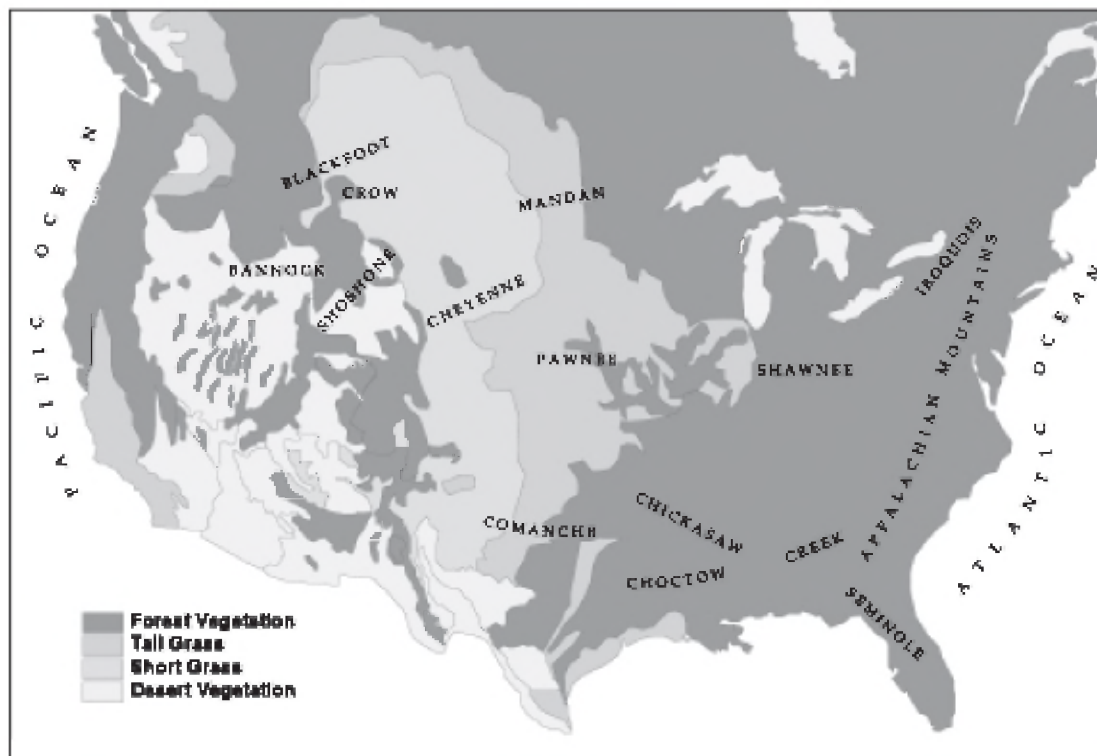 BLACKFOOT
CROW
MANDAN
PACIFIC OCEAN
IROQUOIS
BANNOCK
SHOSHONE
CHEYENNE
PAWNEE
SHAWNEE
APPALACHIAN MOUNTAINS
ATLANTIC OCEAN
COMANCHE
CHICKASAW
CREEK
CHOCTOW
SEMINOLE
Forest Vegetation
Tall Grass
Short Grass
Desert Vegetation